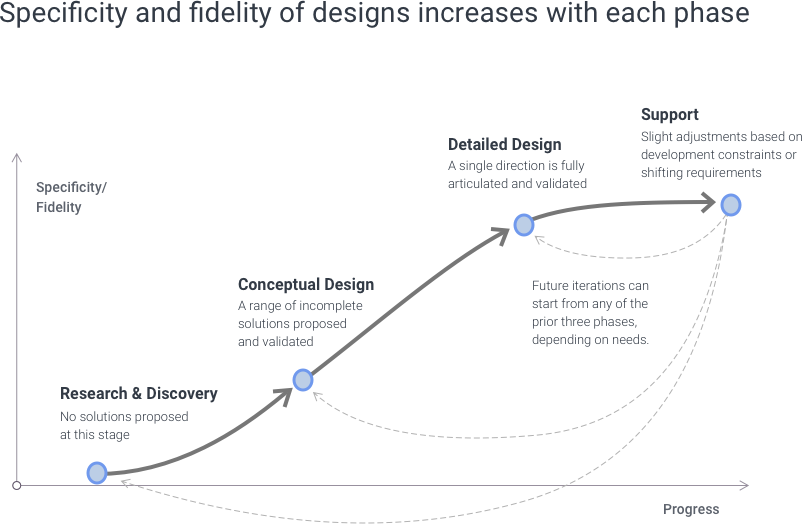 Specificity and fidelity of designs increases with each phase
Support
Slight adjustments based on
development constraints or
shifting requirements
Detailed Design
A single direction is fully
articulated and validated
Specificity/
Fidelity
Conceptual Design
A range of incomplete
solutions proposed
and validated
Future iterations can
start from any of the
prior three phases,
depending on needs.
Research & Discovery
No solutions proposed
at this stage
Progress